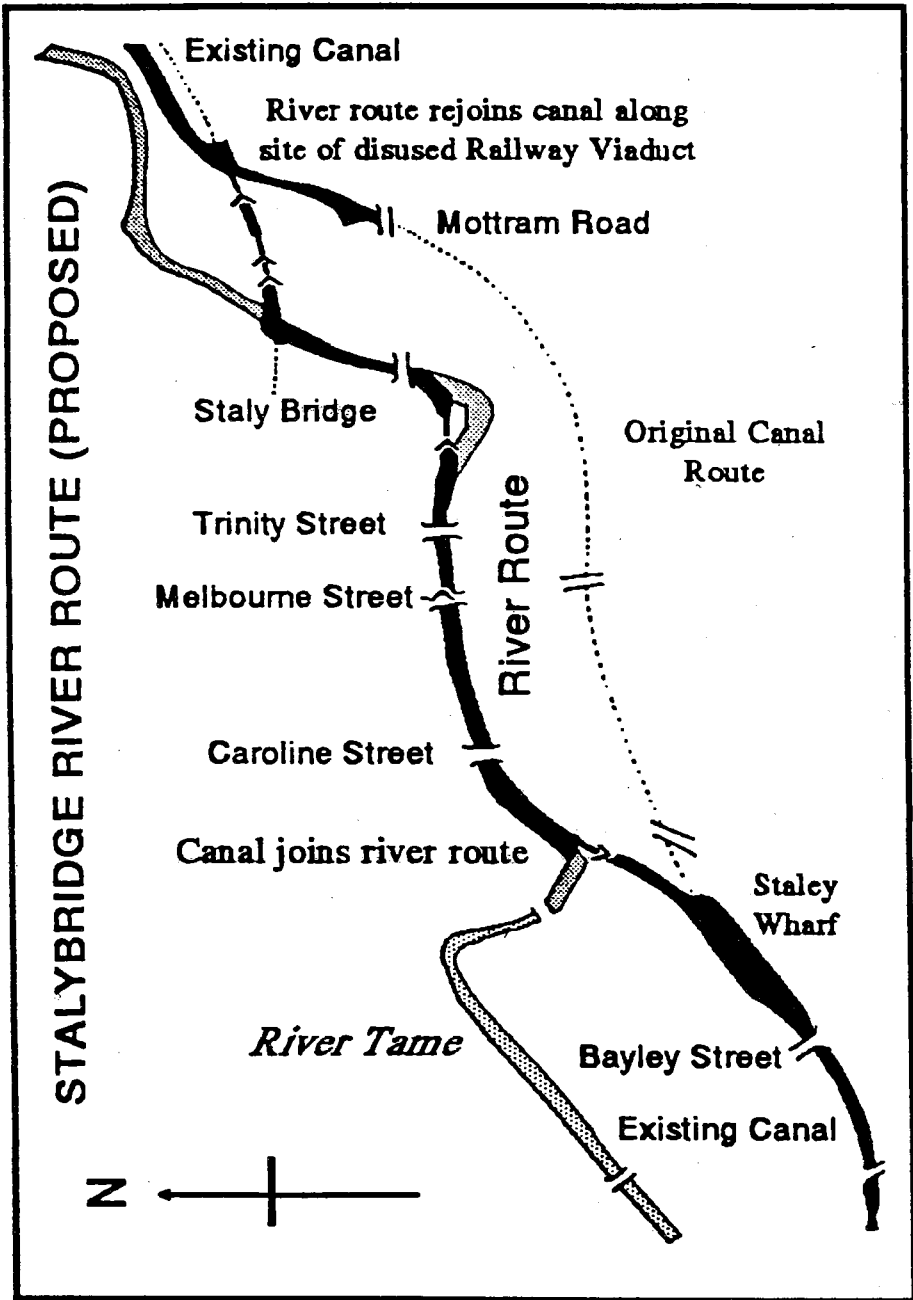 STALYBRIDGE RIVER ROUTE (PROPOSED)
Existing Canal
River route rejoins canal along
site of disused Railway Viaduct
Mottram Road
Staly Bridge
Original Canal
Route
Trinity Street
River Route
Melbourne Street
Caroline Street
Canal joins river route
Staley
Wharf
River Tame
Bayley Street
Existing Canal
N